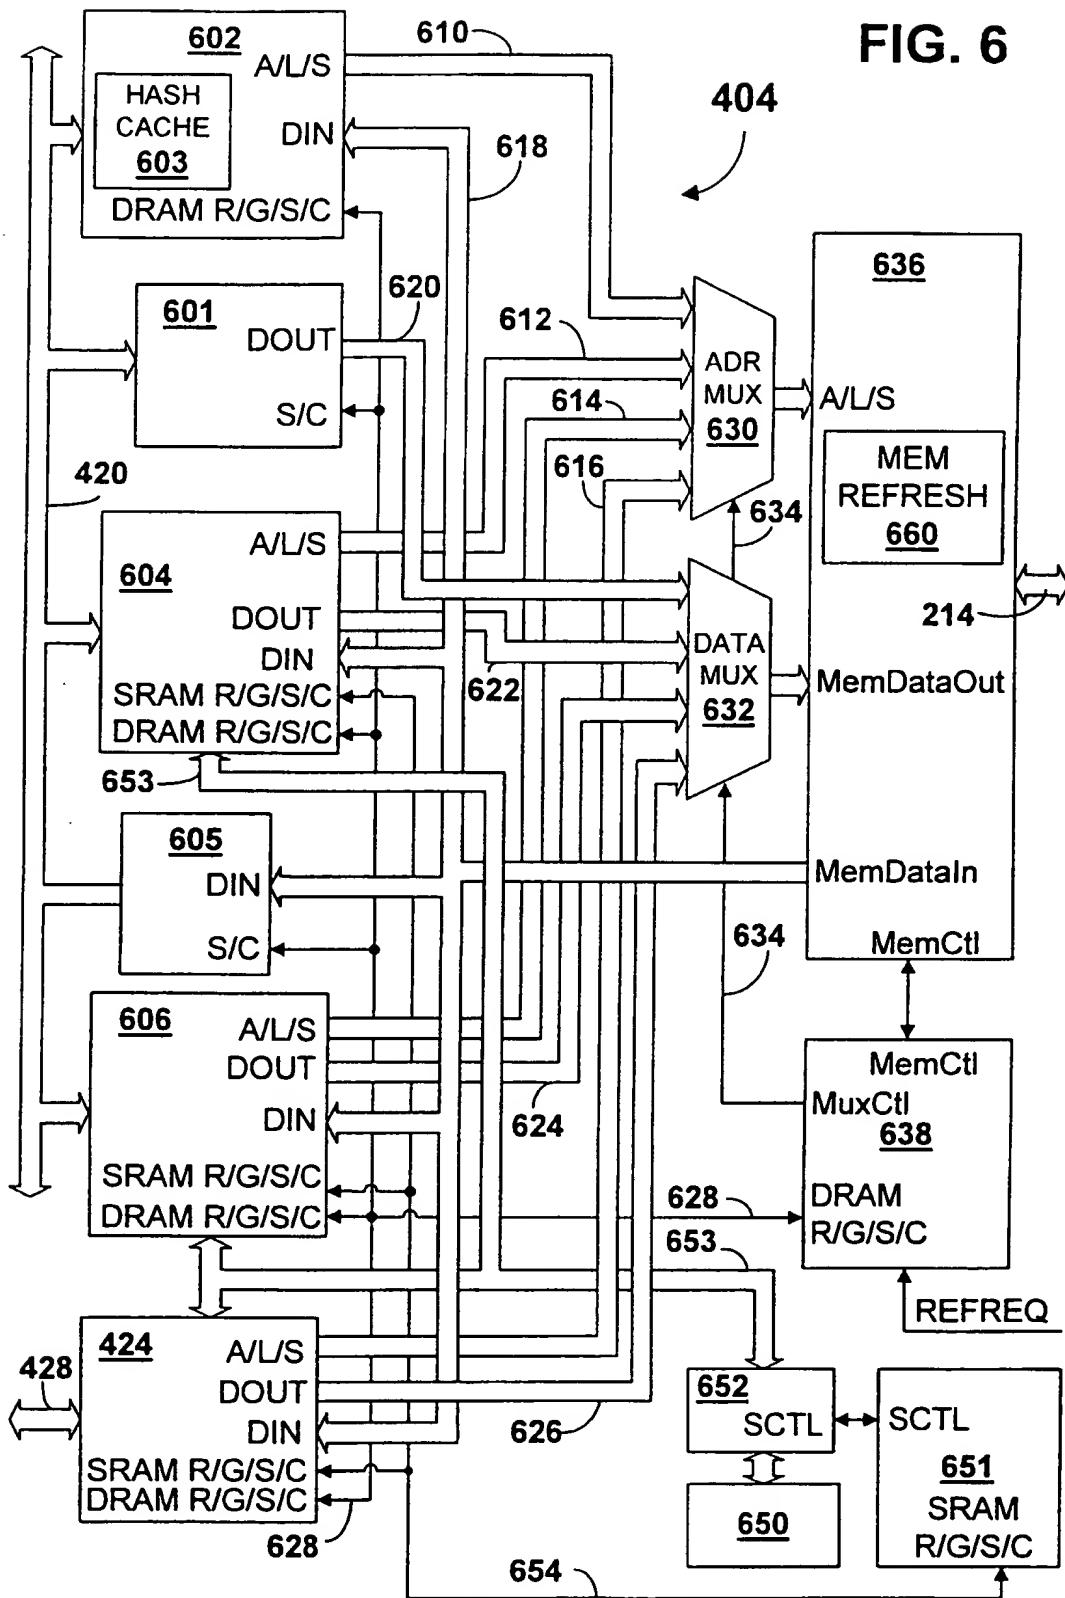 FIG. 6
404
602
A/L/S
610
HASH
CACHE
603
DIN
618
DRAM R/G/S/C
601
DOUT
620
S/C
612
614
616
ADR
MUX
630
634
636
A/L/S
MEM
REFRESH
660
214
420
604
A/L/S
DOUT
DIN
SRAM R/G/S/C
DRAM R/G/S/C
622
653
DATA
MUX
632
MemDataOut
605
DIN
S/C
MemDataIn
MemCtl
634
606
A/L/S
DOUT
DIN
624
SRAM R/G/S/C
DRAM R/G/S/C
MemCtl
MuxCtl
638
DRAM
R/G/S/C
628
653
REFREQ
424
428
A/L/S
DOUT
DIN
626
SRAM R/G/S/C
DRAM R/G/S/C
628
652
SCTL
650
SCTL
651
SRAM
R/G/S/C
654